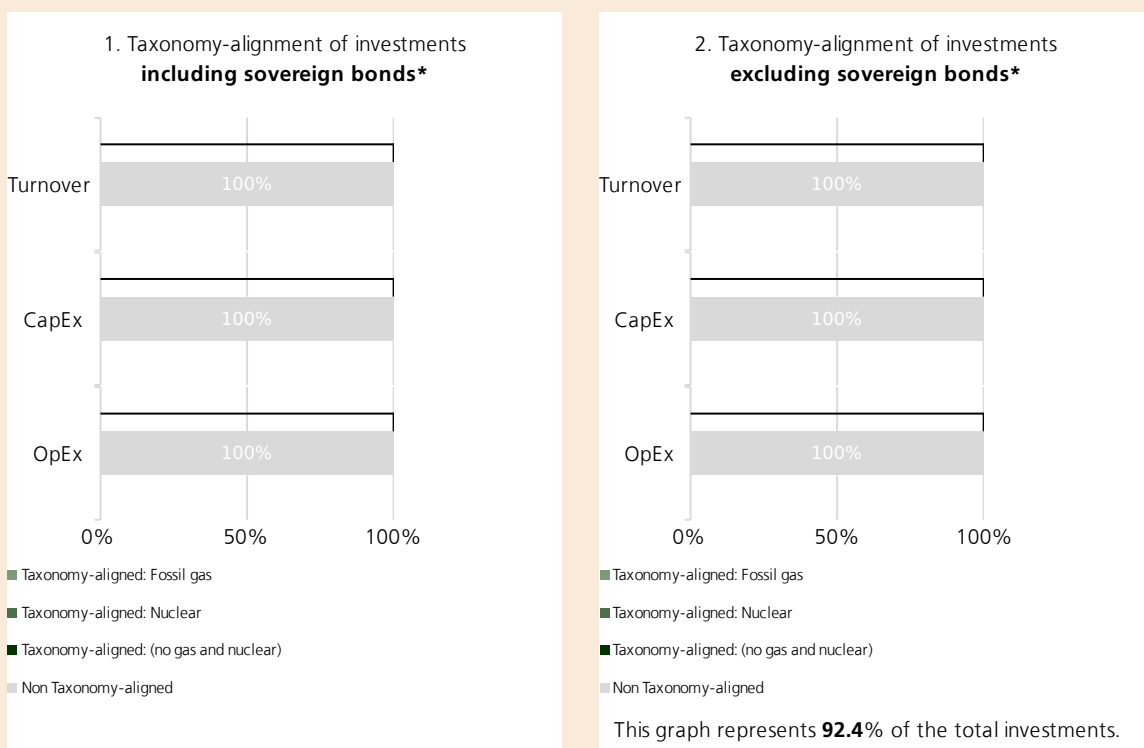 1. Taxonomy-alignment of investments
including sovereign bonds*
Turnover
100%
CapEx
100%
OpEx
100%
0%
50%
100%
Taxonomy-aligned: Fossil gas
Taxonomy-aligned: Nuclear
Taxonomy-aligned: (no gas and nuclear)
Non Taxonomy-aligned
2. Taxonomy-alignment of investments
excluding sovereign bonds*
Turnover
100%
CapEx
100%
OpEx
100%
0%
50%
100%
Taxonomy-aligned: Fossil gas
Taxonomy-aligned: Nuclear
Taxonomy-aligned: (no gas and nuclear)
Non Taxonomy-aligned
This graph represents 92.4% of the total investments.